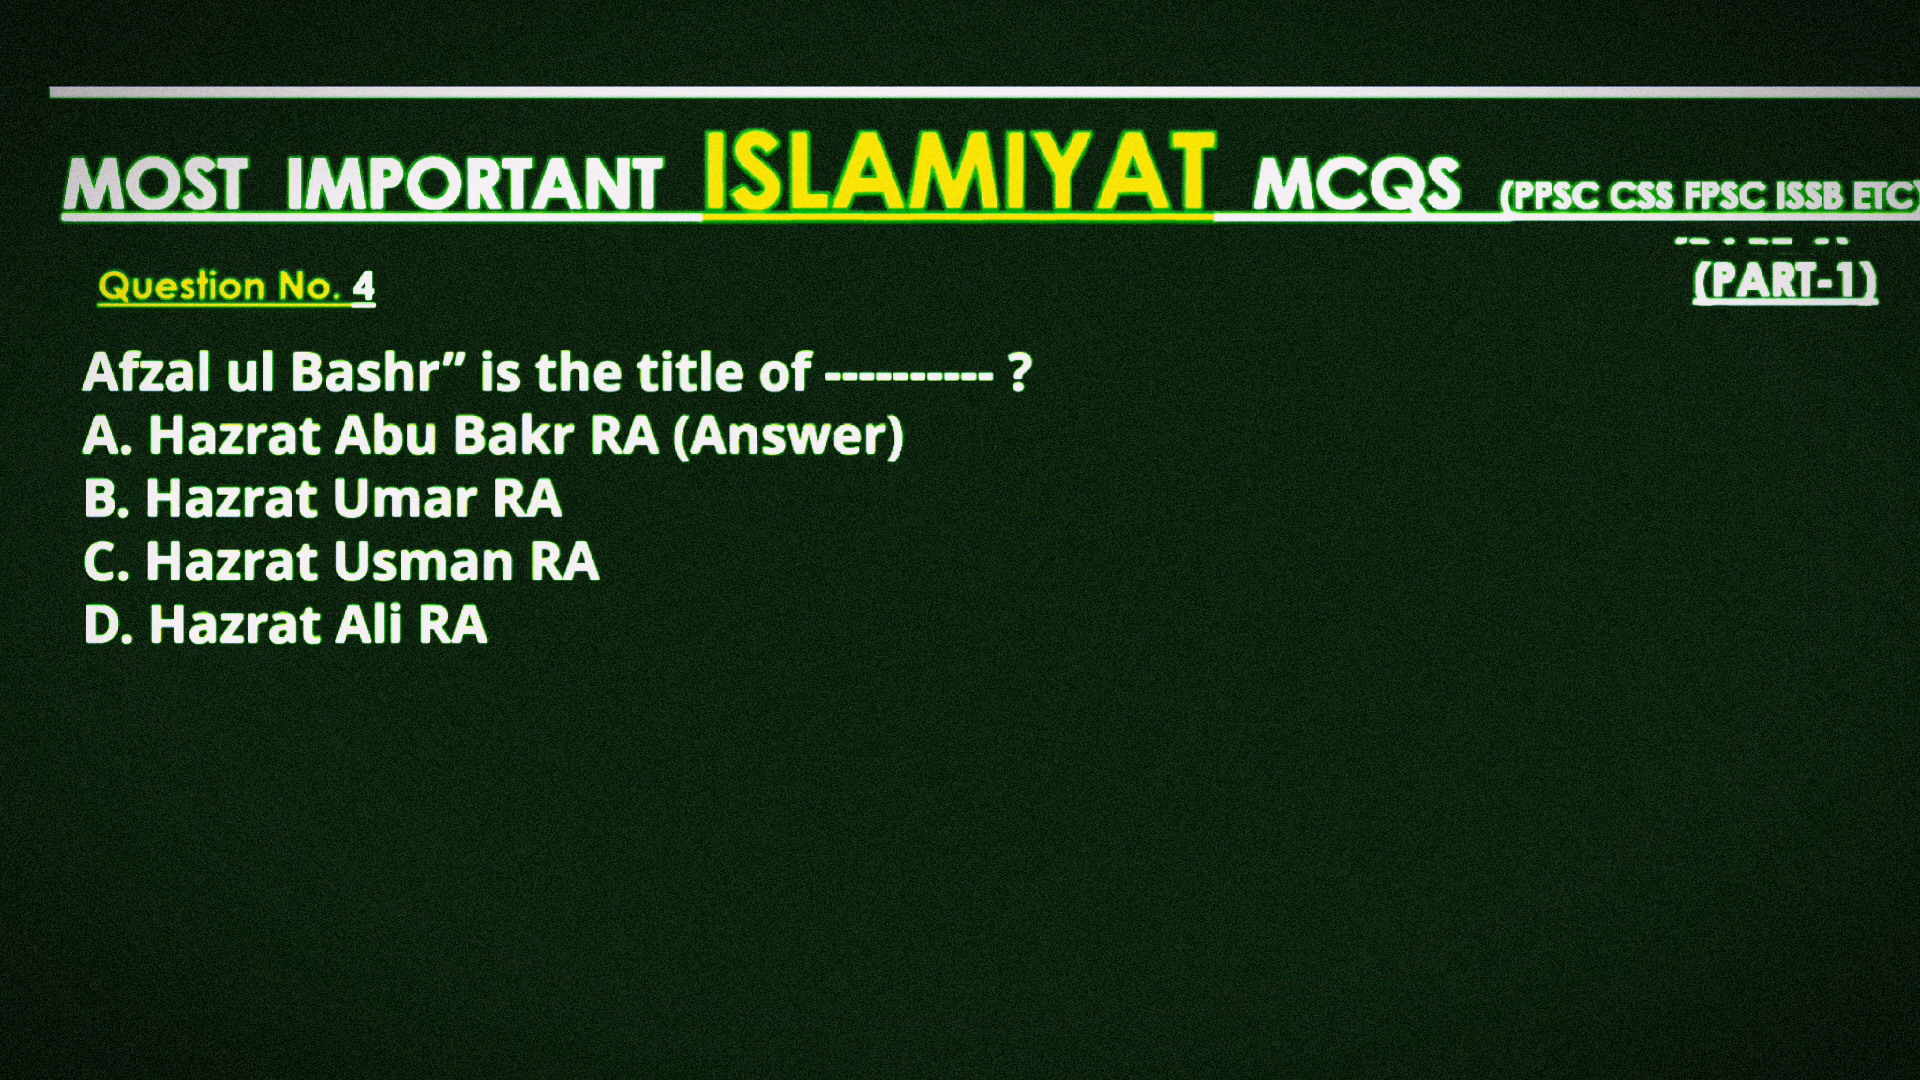 MOST IMPORTANT ISLAMIYAT MCQS (PPSC CSS FPSC ISSB ETC)
(PART-1)
Question No. 4
Afzal ul Bashr” is the title of ---------- ?
A. Hazrat Abu Bakr RA (Answer)
B. Hazrat Umar RA
C. Hazrat Usman RA
D. Hazrat Ali RA